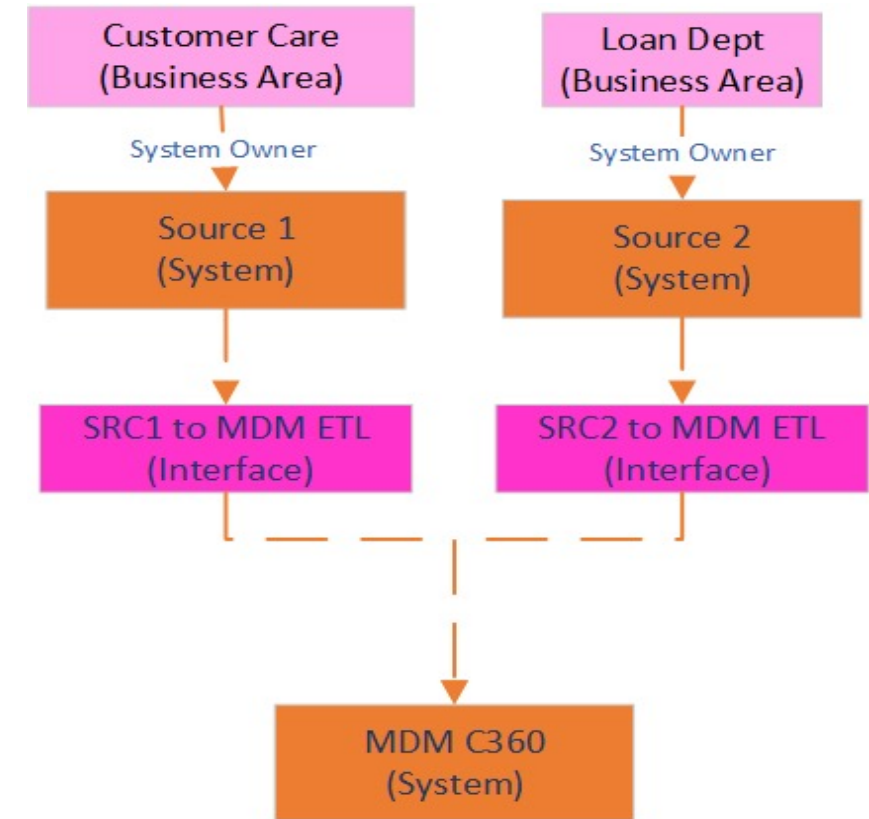 Customer Care
(Business Area)
Loan Dept
(Business Area)
System Owner
System Owner
Source 1
(System)
Source 2
(System)
SRC1 to MDM ETL
(Interface)
SRC2 to MDM ETL
(Interface)
MDM C360
(System)